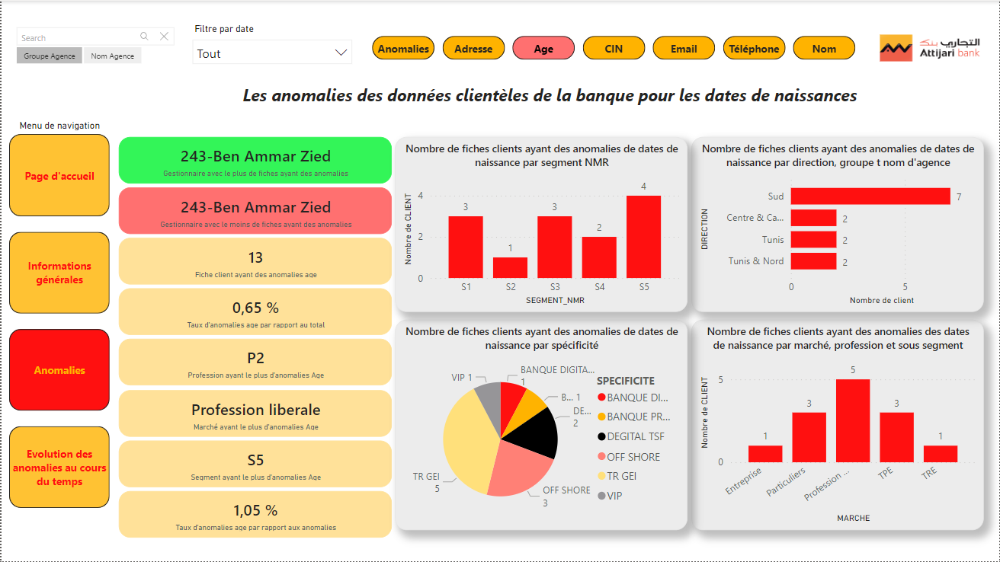 Search
Groupe Agence
Nom Agence
Filtre par date
Tout
Anomalies
Adresse
Age
CIN
Email
Téléphone
Nom
التجاري بنك
Attijari bank
Les anomalies des données clientèles de la banque pour les dates de naissances
Menu de navigation
Page d'accueil
Informations
générales
Anomalies
Evolution des
anomalies au cours
du temps
243-Ben Ammar Zied
Gestionnaire avec le plus de fiches ayant des anomalies
243-Ben Ammar Zied
Gestionnaire avec le moins de fiches ayant des anomalies
13
Fiche client ayant des anomalies age
0,65 %
Taux d'anomalies age par rapport au total
P2
Profession ayant le plus d'anomalies Age
Profession liberale
Marché ayant le plus d'anomalies Age
S5
Segment ayant le plus d'anomalies Age
1,05 %
Taux d'anomalies age par rapport aux anomalies
Nombre de fiches clients ayant des anomalies de dates de
naissance par segment NMR
Nombre de CLIENT
4
2
0
3
1
3
2
4
S1
S2
S3
S4
S5
SEGMENT_NMR
Nombre de fiches clients ayant des anomalies de dates de
naissance par direction, groupe t nom d'agence
DIRECTION
Sud
7
Centre & Ca...
2
Tunis
2
Tunis & Nord
2
0
5
Nombre de client
Nombre de fiches clients ayant des anomalies de dates de
naissance par spécificité
VIP 1
BANQUE DIGITA...
1
B... 1
DE...
2
OFF SHORE
3
TR GEI
5
SPECIFICITE
BANQUE DI...
BANQUE PR...
DEGITAL TSF
OFF SHORE
TR GEI
VIP
Nombre de fiches clients ayant des anomalies des dates
de naissance par marché, profession et sous segment
Nombre de CLIENT
5
0
1
3
5
3
1
Entreprise
Particuliers
Profession ...
TPE
TRE
MARCHE